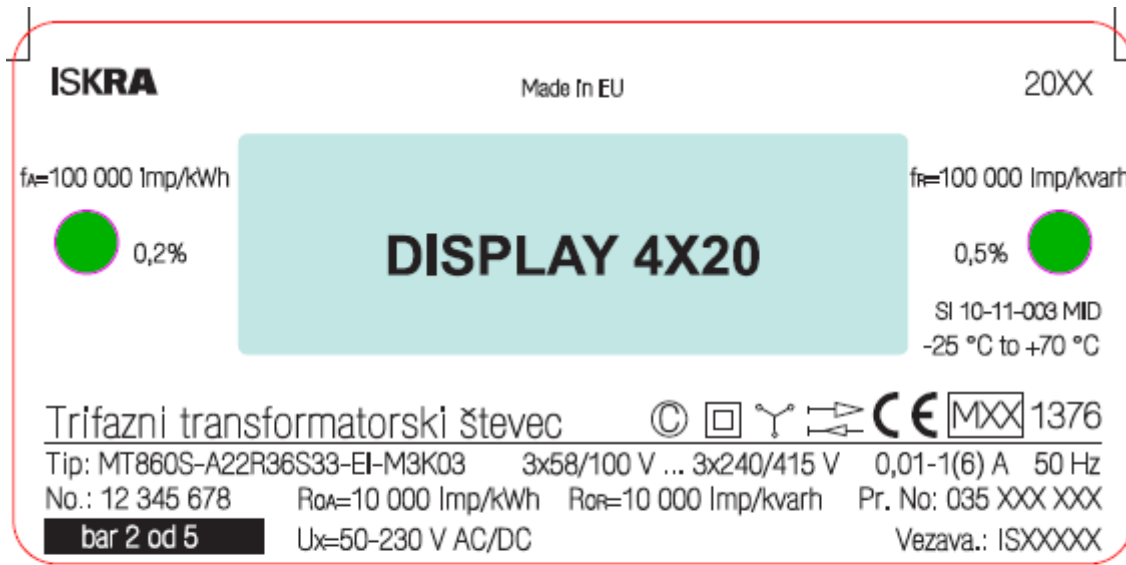 ISKRA
Made in EU
20XX
fA=100 000 imp/kWh
fR=100 000 imp/kvarh
0,2%
DISPLAY 4X20
0,5%
SI 10-11-003 MID
-25 °C to +70 °C
Trifazni transformatorski števec © CE MXX 1376
Tip: MT860S-A22R36S33-EI-M3K03 3x58/100 V ... 3x240/415 V 0,01-1(6) A 50 Hz
No.: 12 345 678 ROA=10 000 imp/kWh ROR=10 000 imp/kvarh Pr. No: 035 XXX XXX
bar 2 od 5 Ux=50-230 V AC/DC Vezava.: ISXXXXX